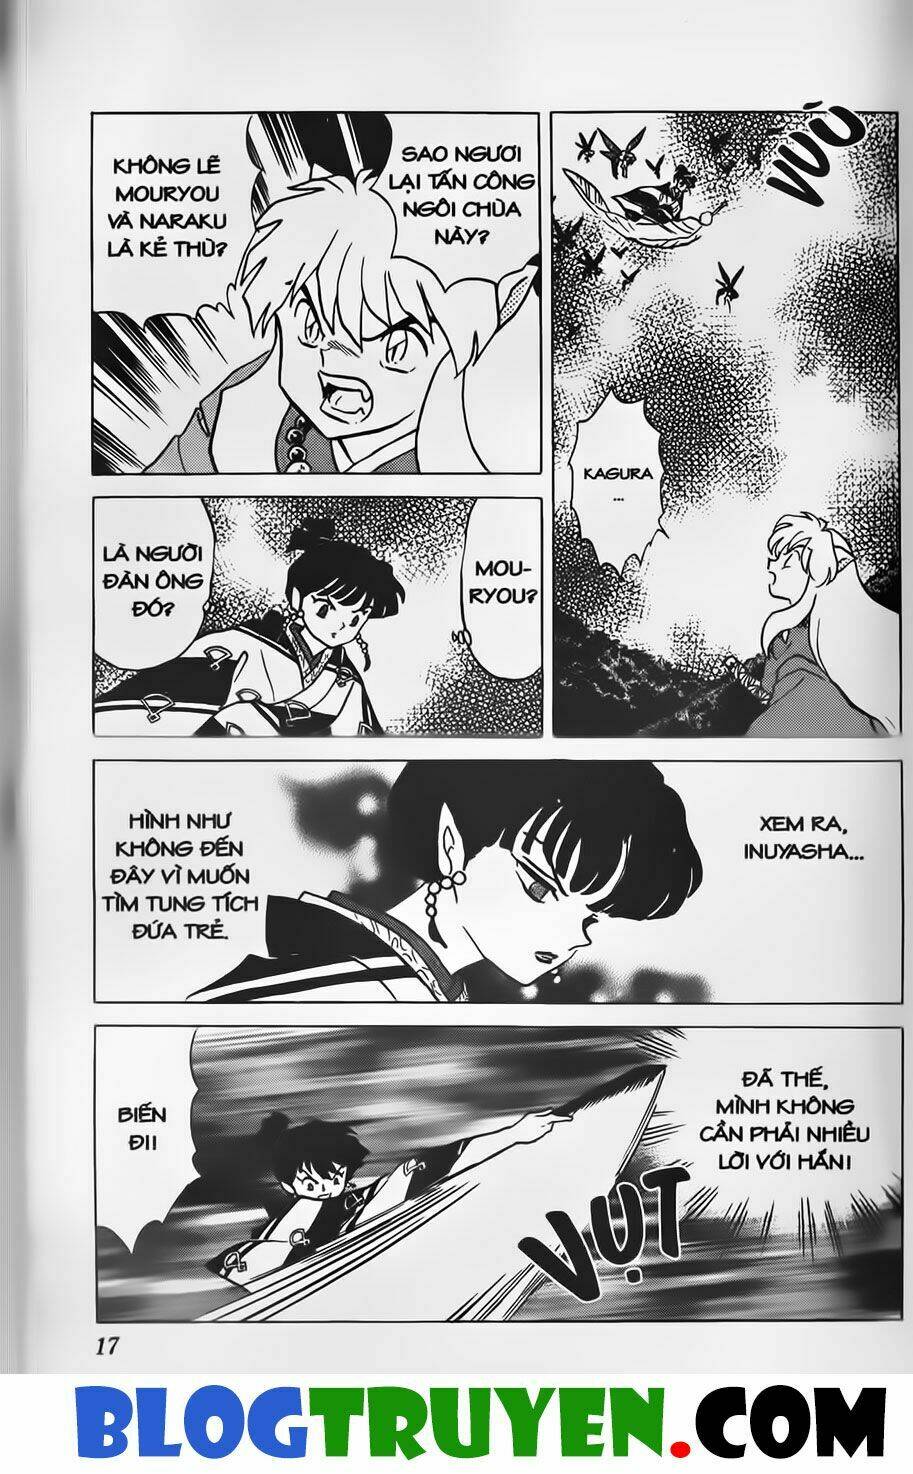 VÚÚ
KAGURA
...
SAO NGƯƠI
LẠI TẤN CÔNG
NGÔI CHÙA
NÀY?
KHÔNG LẼ
MOURYOU
VÀ NARAKU
LÀ KẺ THÙ?
MOU-
RYOU?
LÀ NGƯỜI
ĐÀN ÔNG
ĐÓ?
XEM RA,
INUYASHA...
HÌNH NHƯ
KHÔNG ĐẾN
ĐÂY VÌ MUỐN
TÌM TUNG TÍCH
ĐỨA TRẺ.
ĐÃ THẾ,
MÌNH KHÔNG
CẦN PHẢI NHIỀU
LỜI VỚI HẮN!
VỤT
BIẾN
ĐI!
17
BLOGTRUYEN.COM